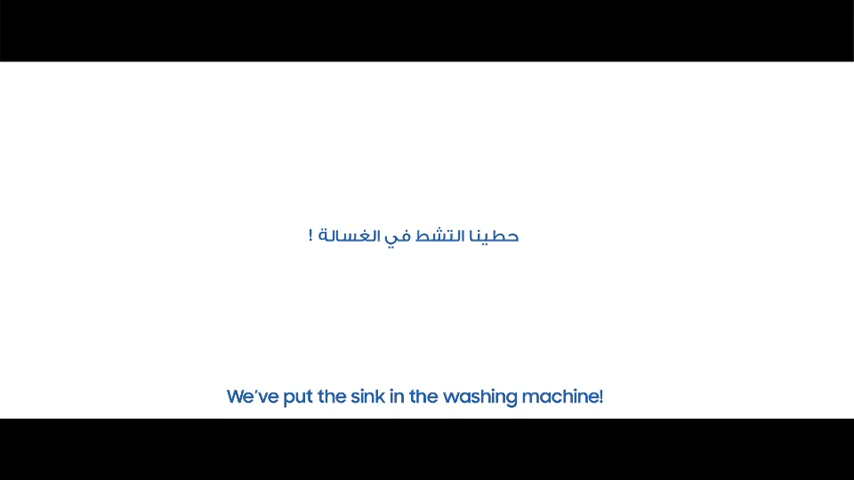 حطينا التشط في الغسالة !
We've put the sink in the washing machine!